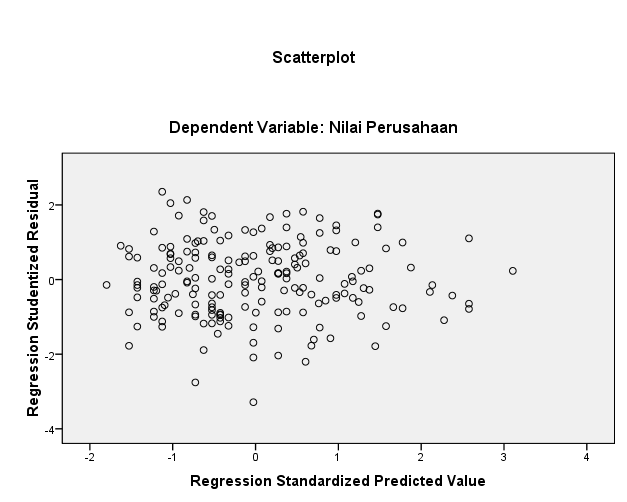 Scatterplot
Dependent Variable: Nilai Perusahaan
Regression Studentized Residual
2
0
-2
-4
-2
-1
0
1
2
3
4
Regression Standardized Predicted Value